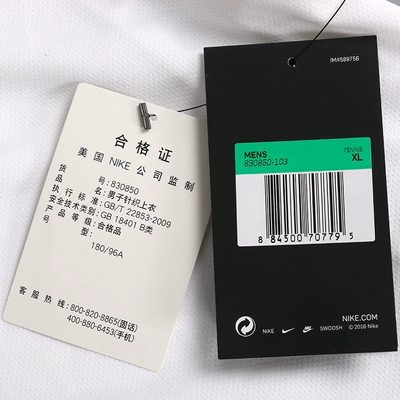 合格证
美国 NIKE 公司监制
货号:830850
品名:男子针织上衣
执行标准:GB/T 22853-2009
安全技术类别:GB 18401 B类
产品等级:合格品
型:
180/96A
客服热线:800-820-8865(固话)
400-880-6453(手机)
IM#589756
MENS
830850-103
TENNIS
XL
8 84500 70779 5
NIKE.COM
NIKE
SWOOSH
© 2016 Nike